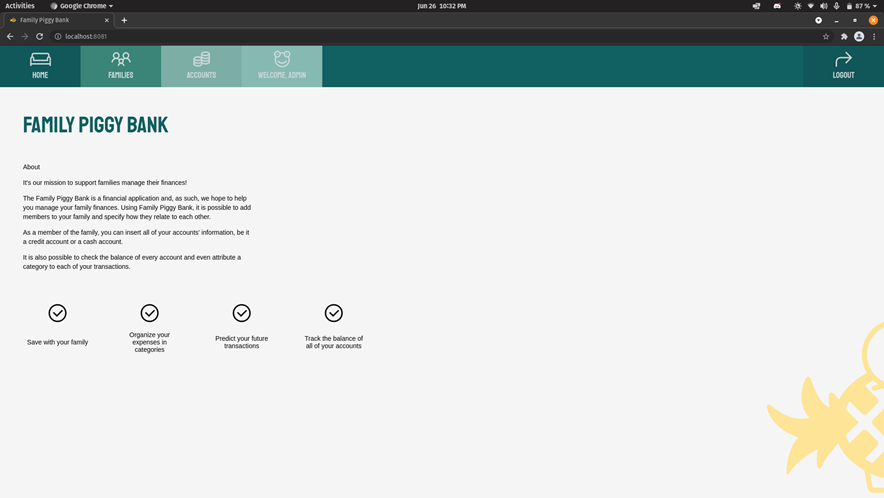 Activities Google Chrome Jun 26 10:32 PM 87 %
Family Piggy Bank
localhost:8081
HOME FAMILIES ACCOUNTS WELCOME, ADMIN LOGOUT
FAMILY PIGGY BANK
About
It's our mission to support families manage their finances!
The Family Piggy Bank is a financial application and, as such, we hope to help
you manage your family finances. Using Family Piggy Bank, it is possible to add
members to your family and specify how they relate to each other.
As a member of the family, you can insert all of your accounts' information, be it
a credit account or a cash account.
It is also possible to check the balance of every account and even attribute a
category to each of your transactions.
Save with your family
Organize your
expenses in
categories
Predict your future
transactions
Track the balance of
all of your accounts